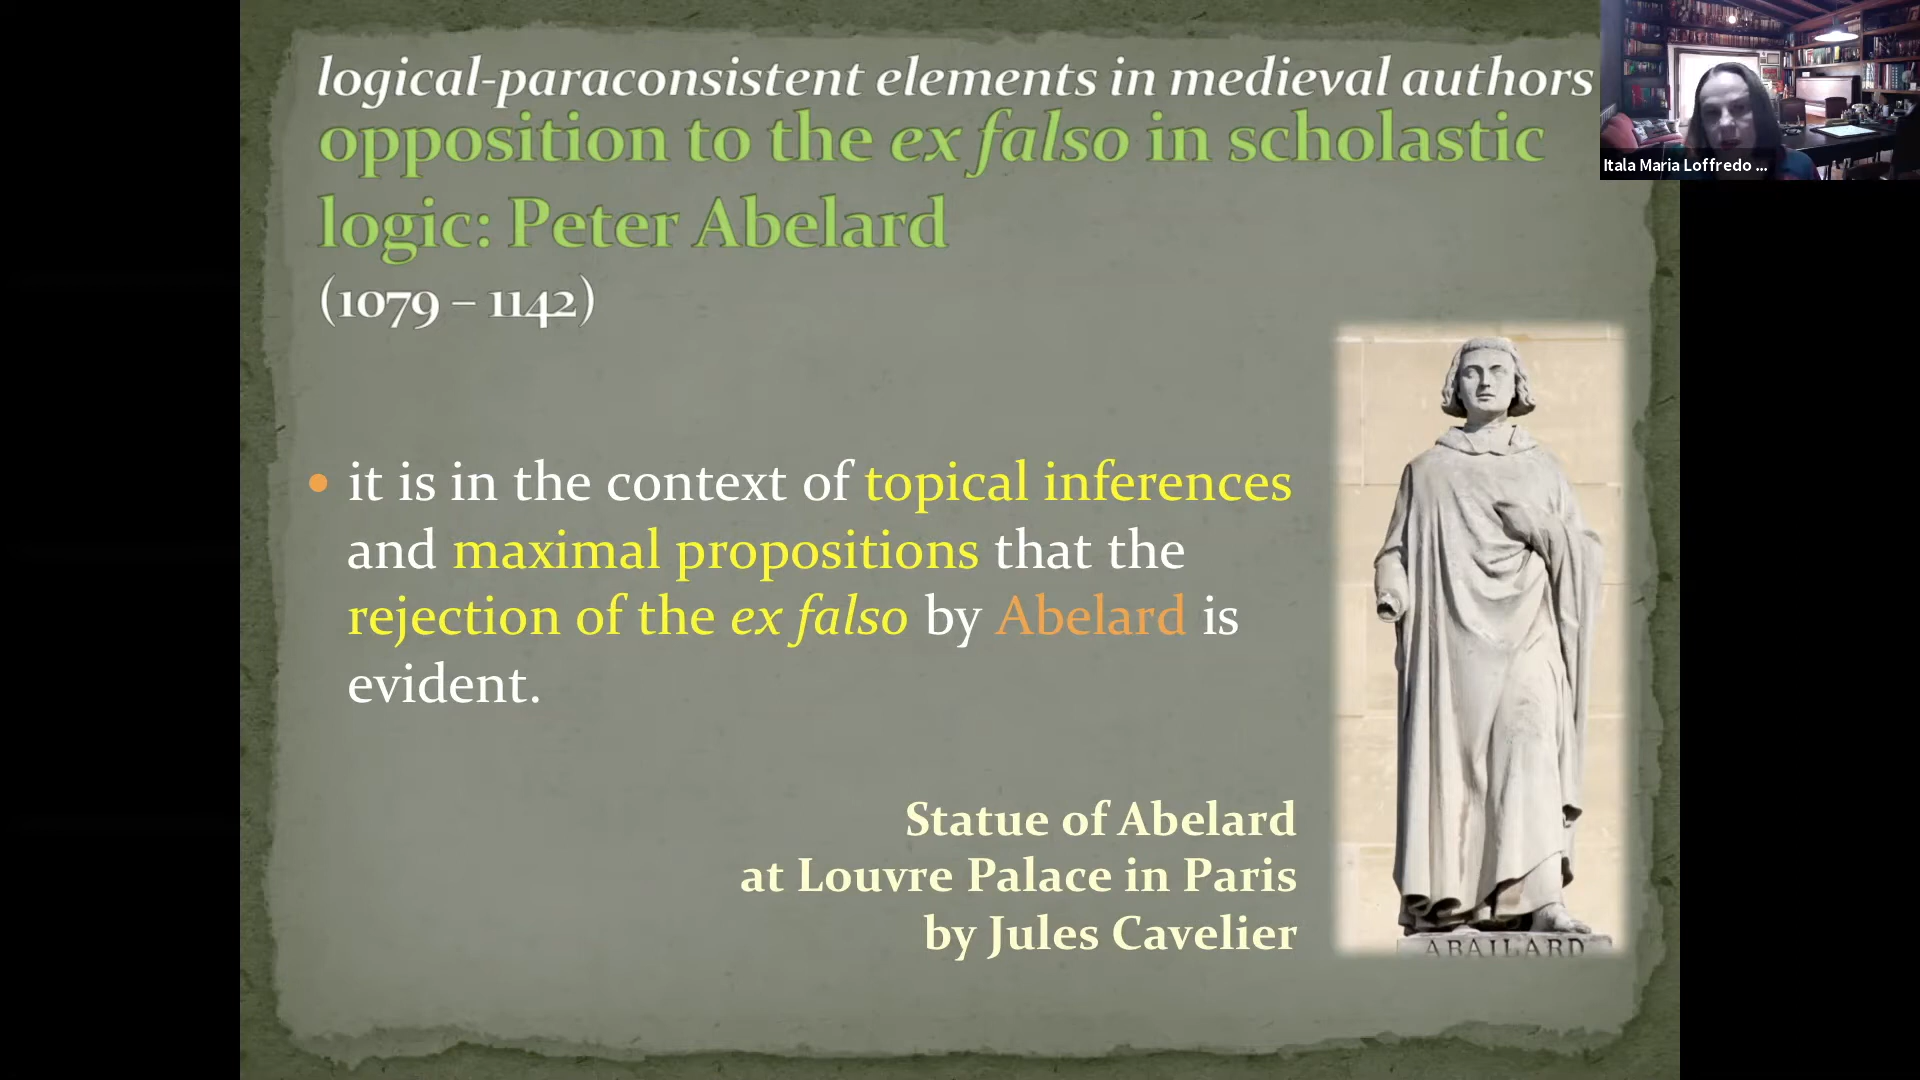 logical-paraconsistent elements in medieval authors
opposition to the ex falso in scholastic
logic: Peter Abelard
(1079 – 1142)
Itala Maria Loffredo ...
• it is in the context of topical inferences
and maximal propositions that the
rejection of the ex falso by Abelard is
evident.
Statue of Abelard
at Louvre Palace in Paris
by Jules Cavelier
ABAILARD